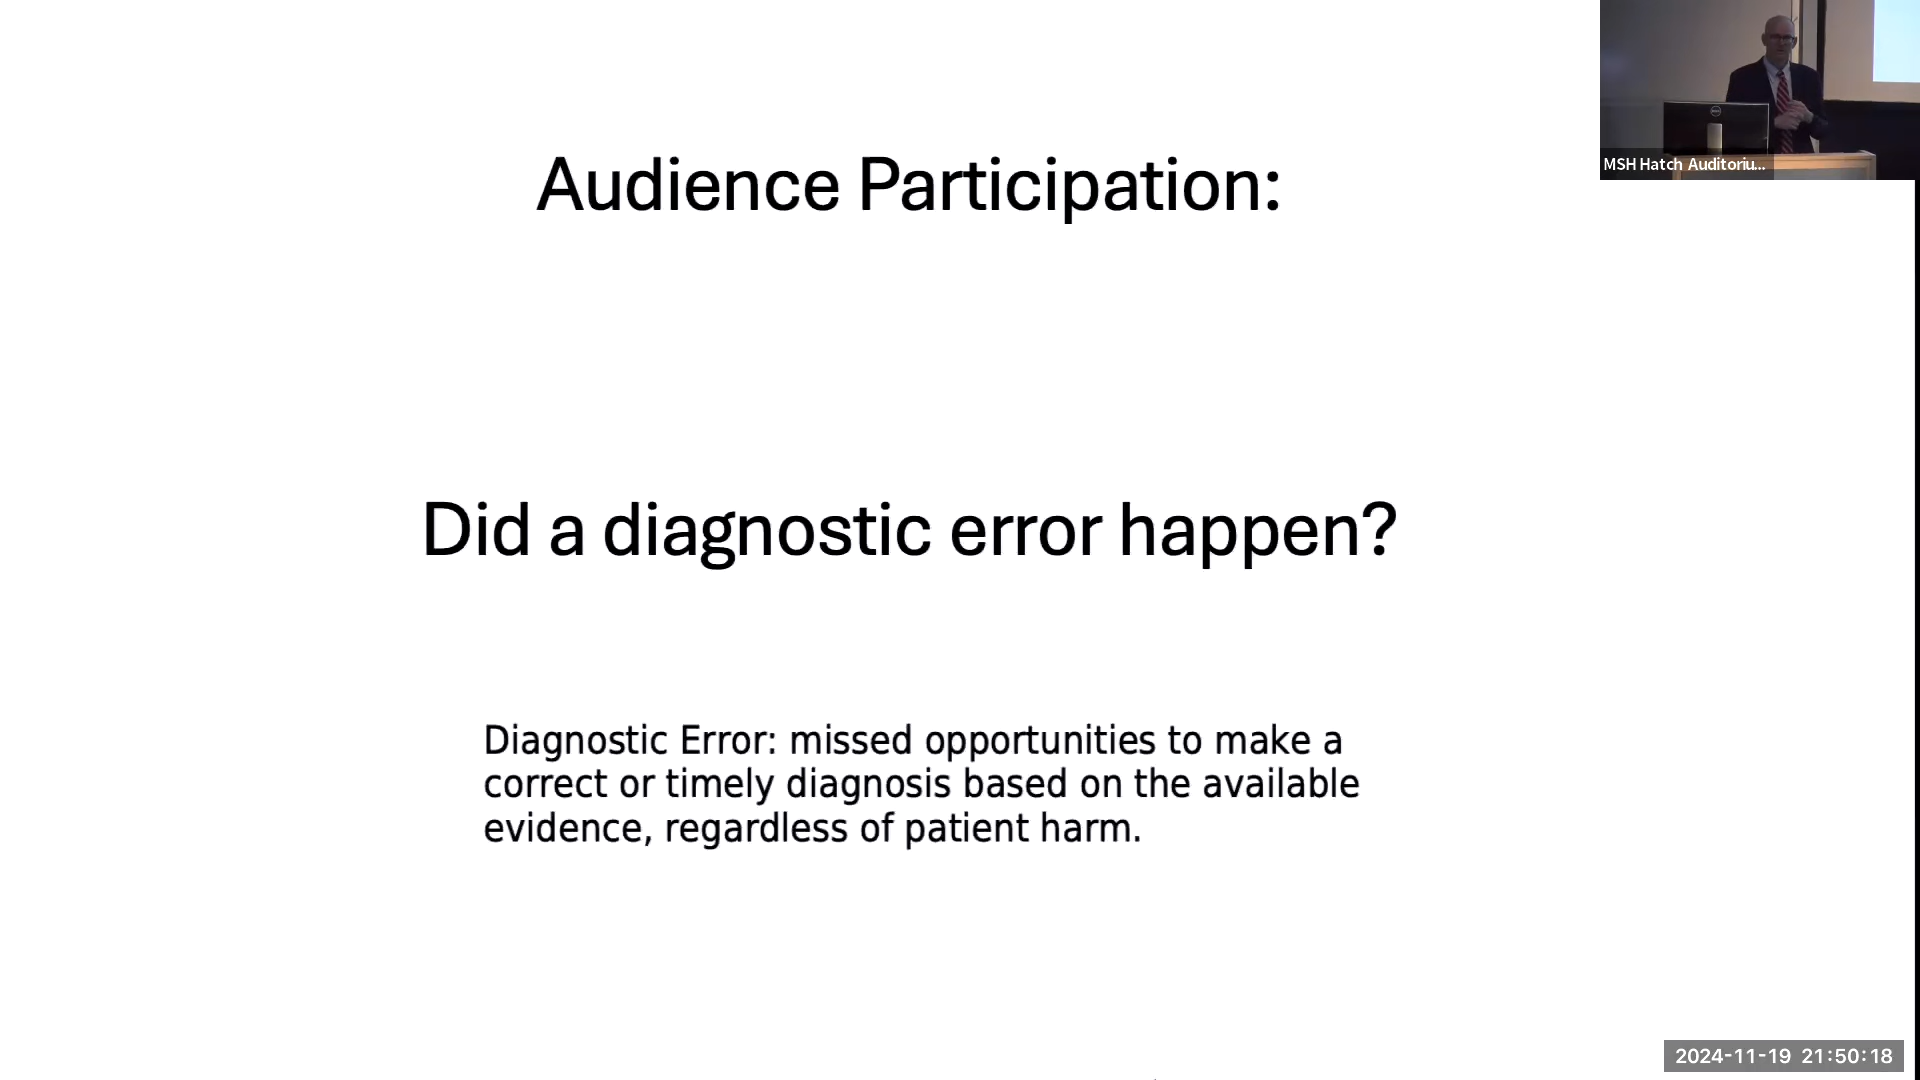 MSH Hatch Auditoriu...
Audience Participation:
Did a diagnostic error happen?
Diagnostic Error: missed opportunities to make a
correct or timely diagnosis based on the available
evidence, regardless of patient harm.
2024-11-19 21:50:18